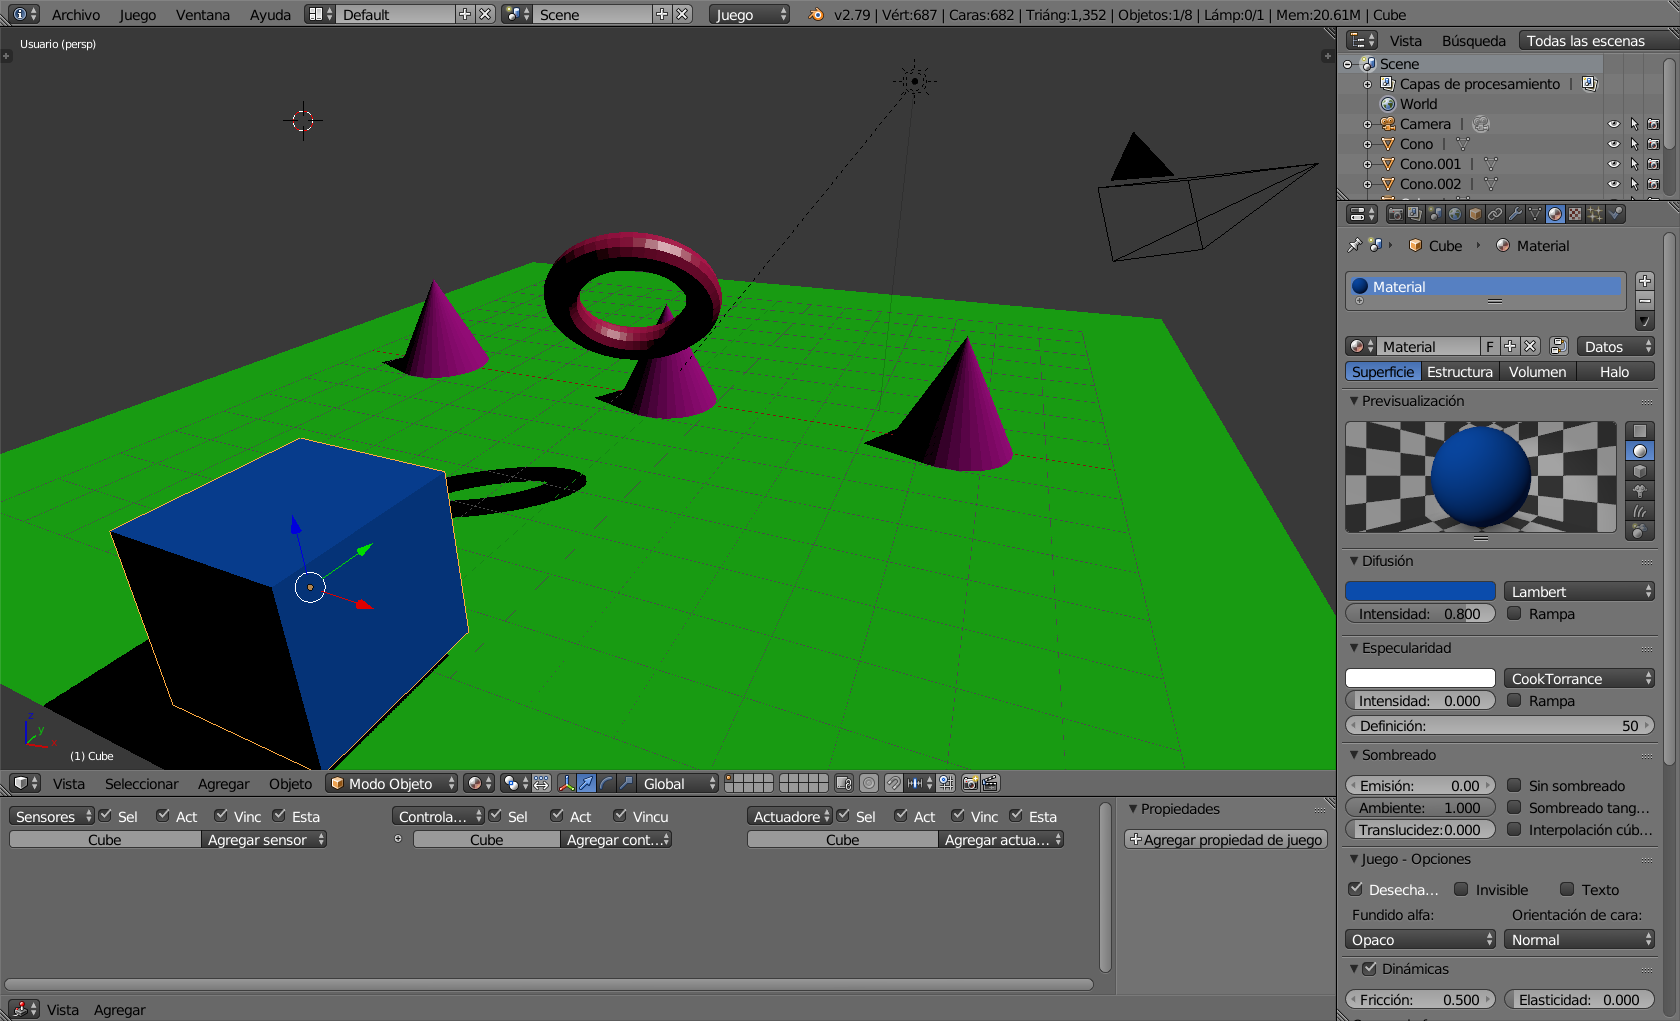 Archivo Juego Ventana Ayuda Default Scene Juego v2.79 | Vért:687 | Caras:682 | Triáng:1,352 | Objetos:1/8 | Lámp:0/1 | Mem:20.61M | Cube
Usuario (persp)
(1) Cube
z
y
x
Vista Seleccionar Agregar Objeto Modo Objeto Global
Sensores Sel Act Vinc Esta Controla... Sel Act Vincu Actuadore Sel Act Vinc Esta
Cube Agregar sensor Cube Agregar cont... Cube Agregar actua...
Propiedades
Agregar propiedad de juego
Vista Agregar
Vista Búsqueda Todas las escenas
Scene
Capas de procesamiento |
World
Camera |
Cono |
Cono.001 |
Cono.002 |
Cube Material
Material
Material F Datos
Superficie Estructura Volumen Halo
Previsualización
Difusión
Lambert
Intensidad: 0.800 Rampa
Especularidad
CookTorrance
Intensidad: 0.000 Rampa
Definición: 50
Sombreado
Emisión: 0.00 Sin sombreado
Ambiente: 1.000 Sombreado tang...
Translucidez:0.000 Interpolación cúb...
Juego - Opciones
Desecha... Invisible Texto
Fundido alfa: Orientación de cara:
Opaco Normal
Dinámicas
Fricción: 0.500 Elasticidad: 0.000